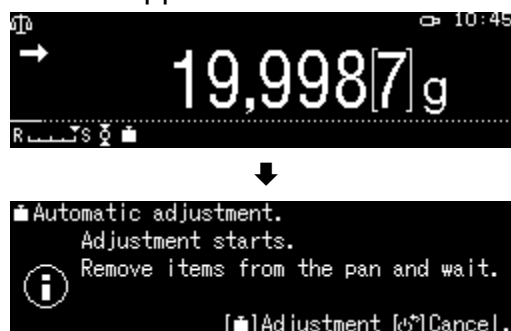 10:45
19,998[7] g
R S
Automatic adjustment.
Adjustment starts.
Remove items from the pan and wait.
[ ]Adjustment [ ]Cancel.